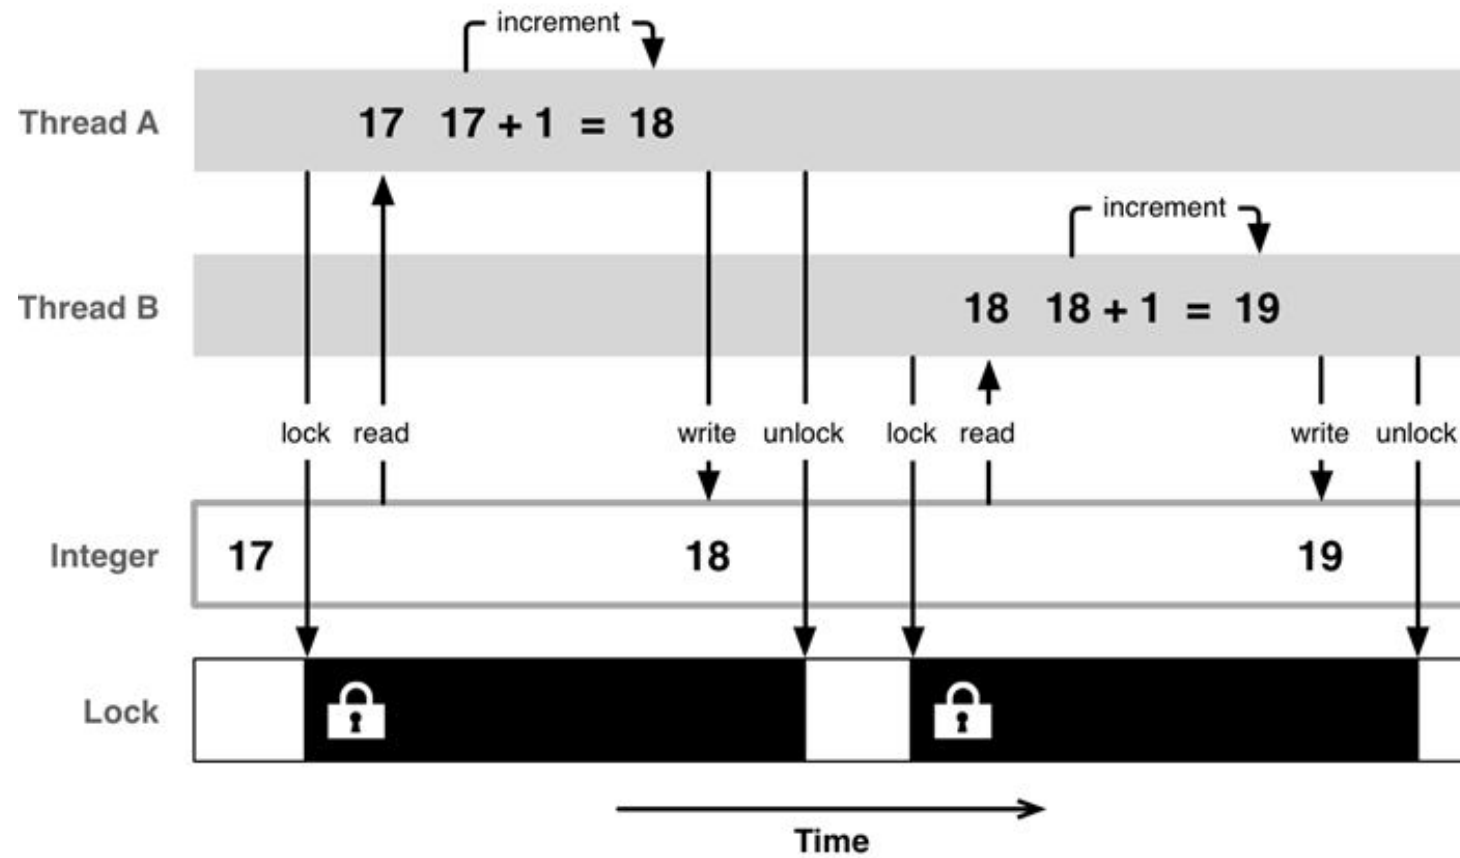 increment
Thread A
17 17 + 1 = 18
increment
Thread B
18 18 + 1 = 19
lock read write unlock lock read write unlock
Integer
17 18 19
Lock
Time